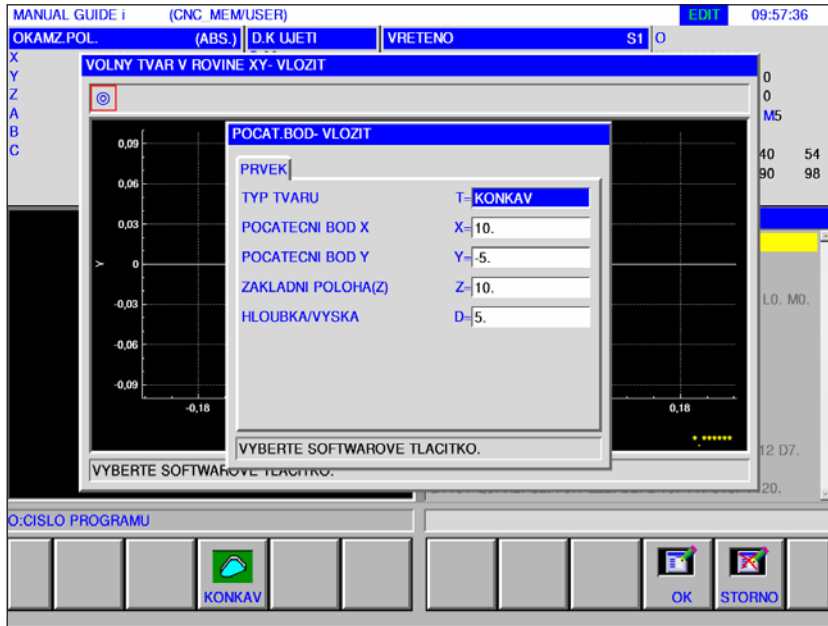 MANUAL GUIDE i (CNC_MEM/USER) EDIT 09:57:36
OKAMZ.POL. (ABS.) D.K UJETI VRETENO S1 O
X
Y 0
Z 0
A M5
B
C 40 54
90 98
VOLNY TVAR V ROVINE XY- VLOZIT
POCAT.BOD- VLOZIT
PRVEK
TYP TVARU T= KONKAV
POCATECNI BOD X X= 10.
POCATECNI BOD Y Y= -5.
ZAKLADNI POLOHA(Z) Z= 10.
HLOUBKA/VYSKA D= 5.
VYBERTE SOFTWAROVE TLACITKO.
0,09
0,06
0,03
Y 0
-0,03
-0,06
-0,09
-0,18 0,18
*.******
L0. M0.
12 D7.
20.
VYBERTE SOFTWAROVE TLACITKO.
O:CISLO PROGRAMU
KONKAV OK STORNO